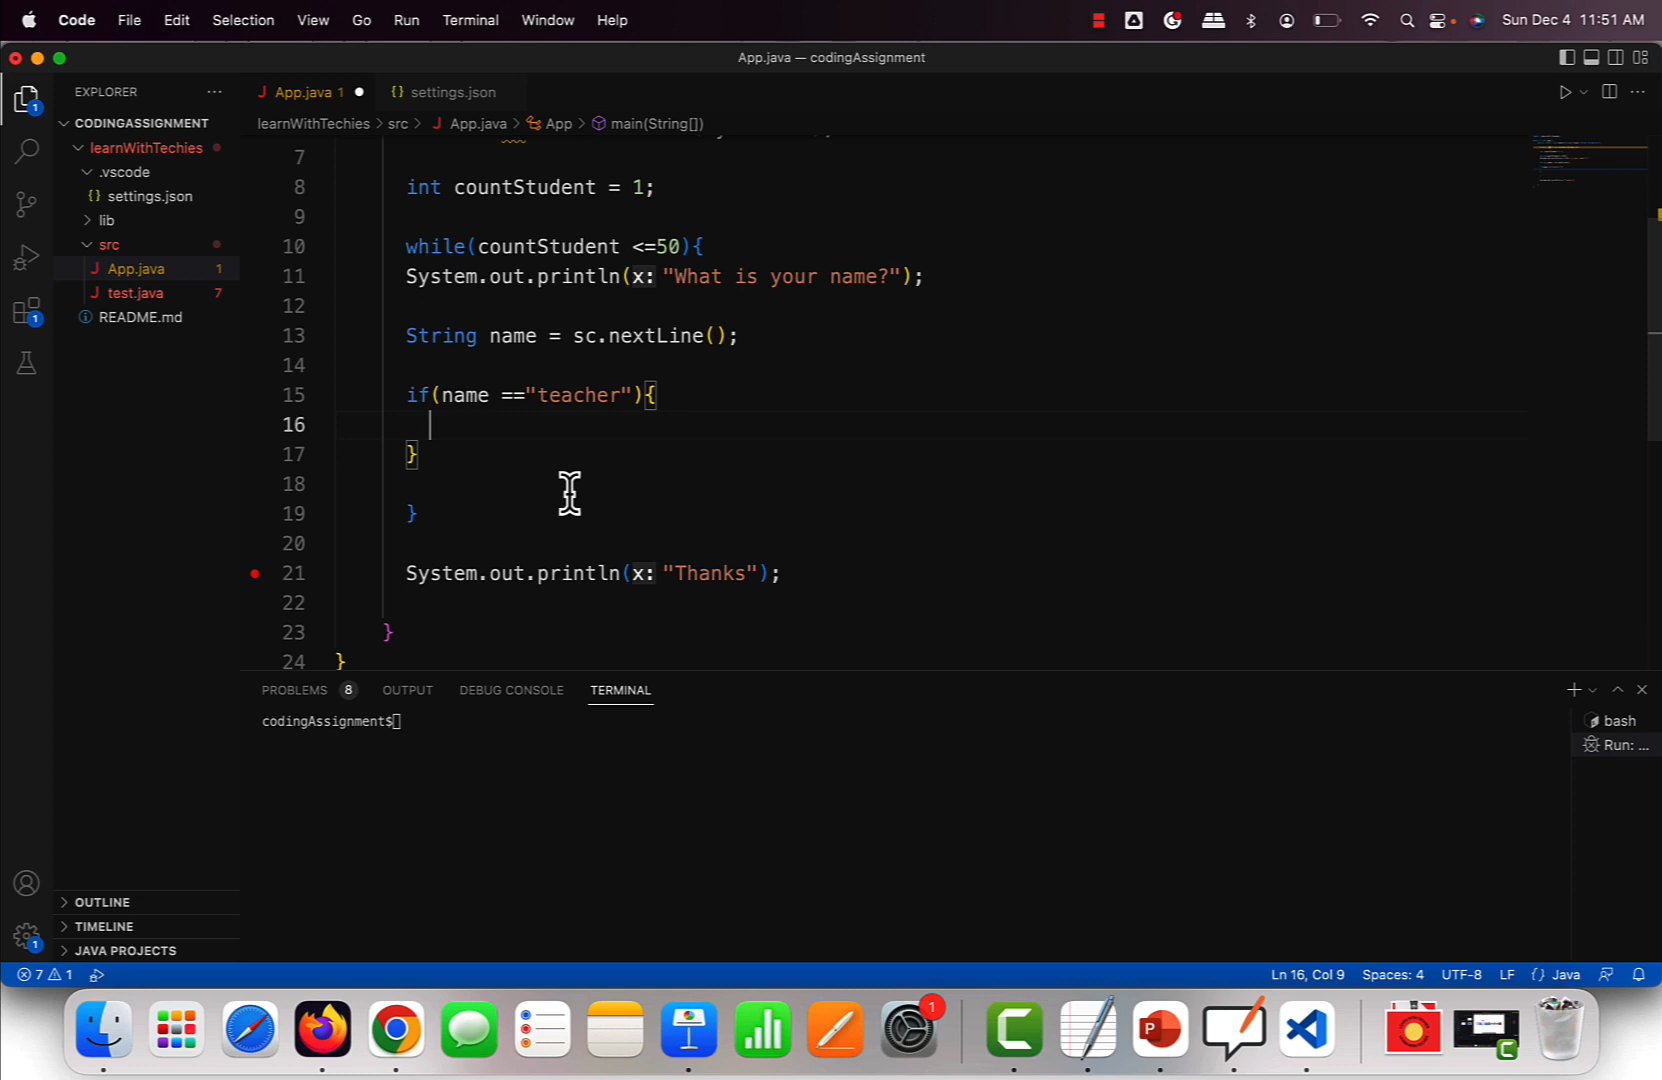 Code File Edit Selection View Go Run Terminal Window Help Sun Dec 4 11:51 AM
App.java — codingAssignment
EXPLORER ··· App.java 1 {} settings.json
CODINGASSIGNMENT learnWithTechies > src > App.java > App > main(String[])
learnWithTechies
.vscode
{} settings.json
lib
src
App.java 1
test.java 7
README.md
7
8 int countStudent = 1;
9
10 while(countStudent <=50){
11 System.out.println(x: "What is your name?");
12
13 String name = sc.nextLine();
14
15 if(name =="teacher"){
16
17 }
18
19 }
20
21 System.out.println(x: "Thanks");
22
23 }
24 }
PROBLEMS 8 OUTPUT DEBUG CONSOLE TERMINAL
codingAssignment$
bash
Run: ...
1
1
OUTLINE
TIMELINE
JAVA PROJECTS
1
7 1 Ln 16, Col 9 Spaces: 4 UTF-8 LF {} Java
1